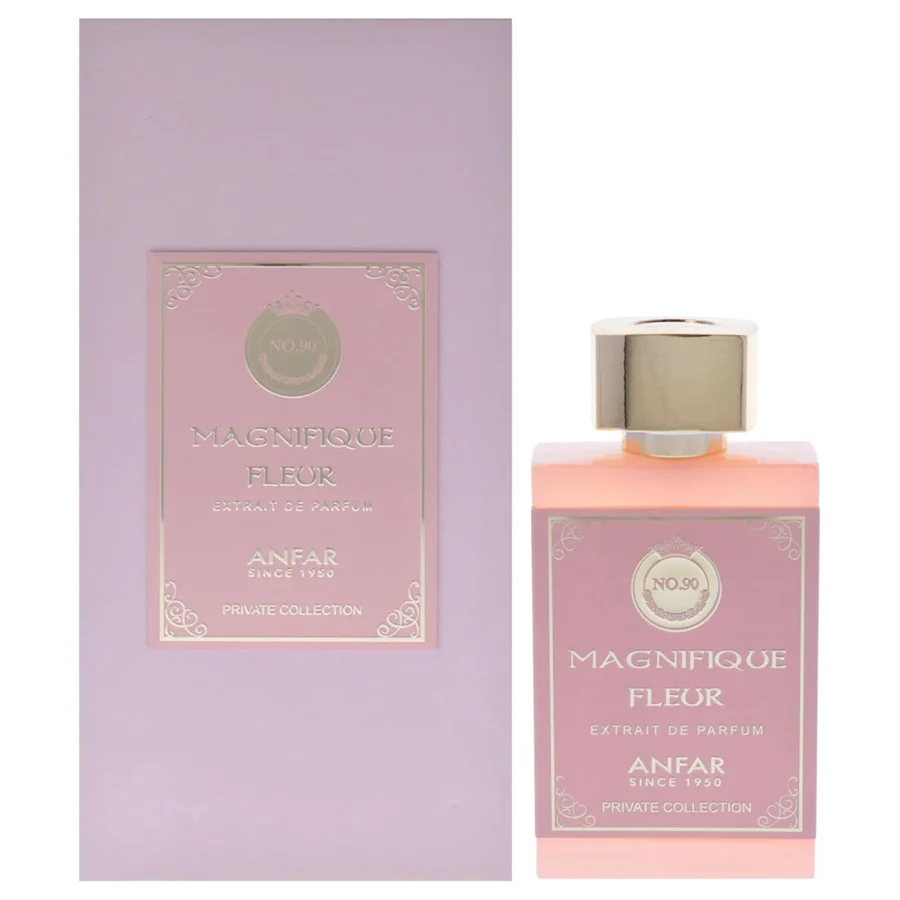 NO.90
MAGNIFIQUE
FLEUR
EXTRAIT DE PARFUM
ANFAR
SINCE 1950
PRIVATE COLLECTION
NO.90
MAGNIFIQUE
FLEUR
EXTRAIT DE PARFUM
ANFAR
SINCE 1950
PRIVATE COLLECTION